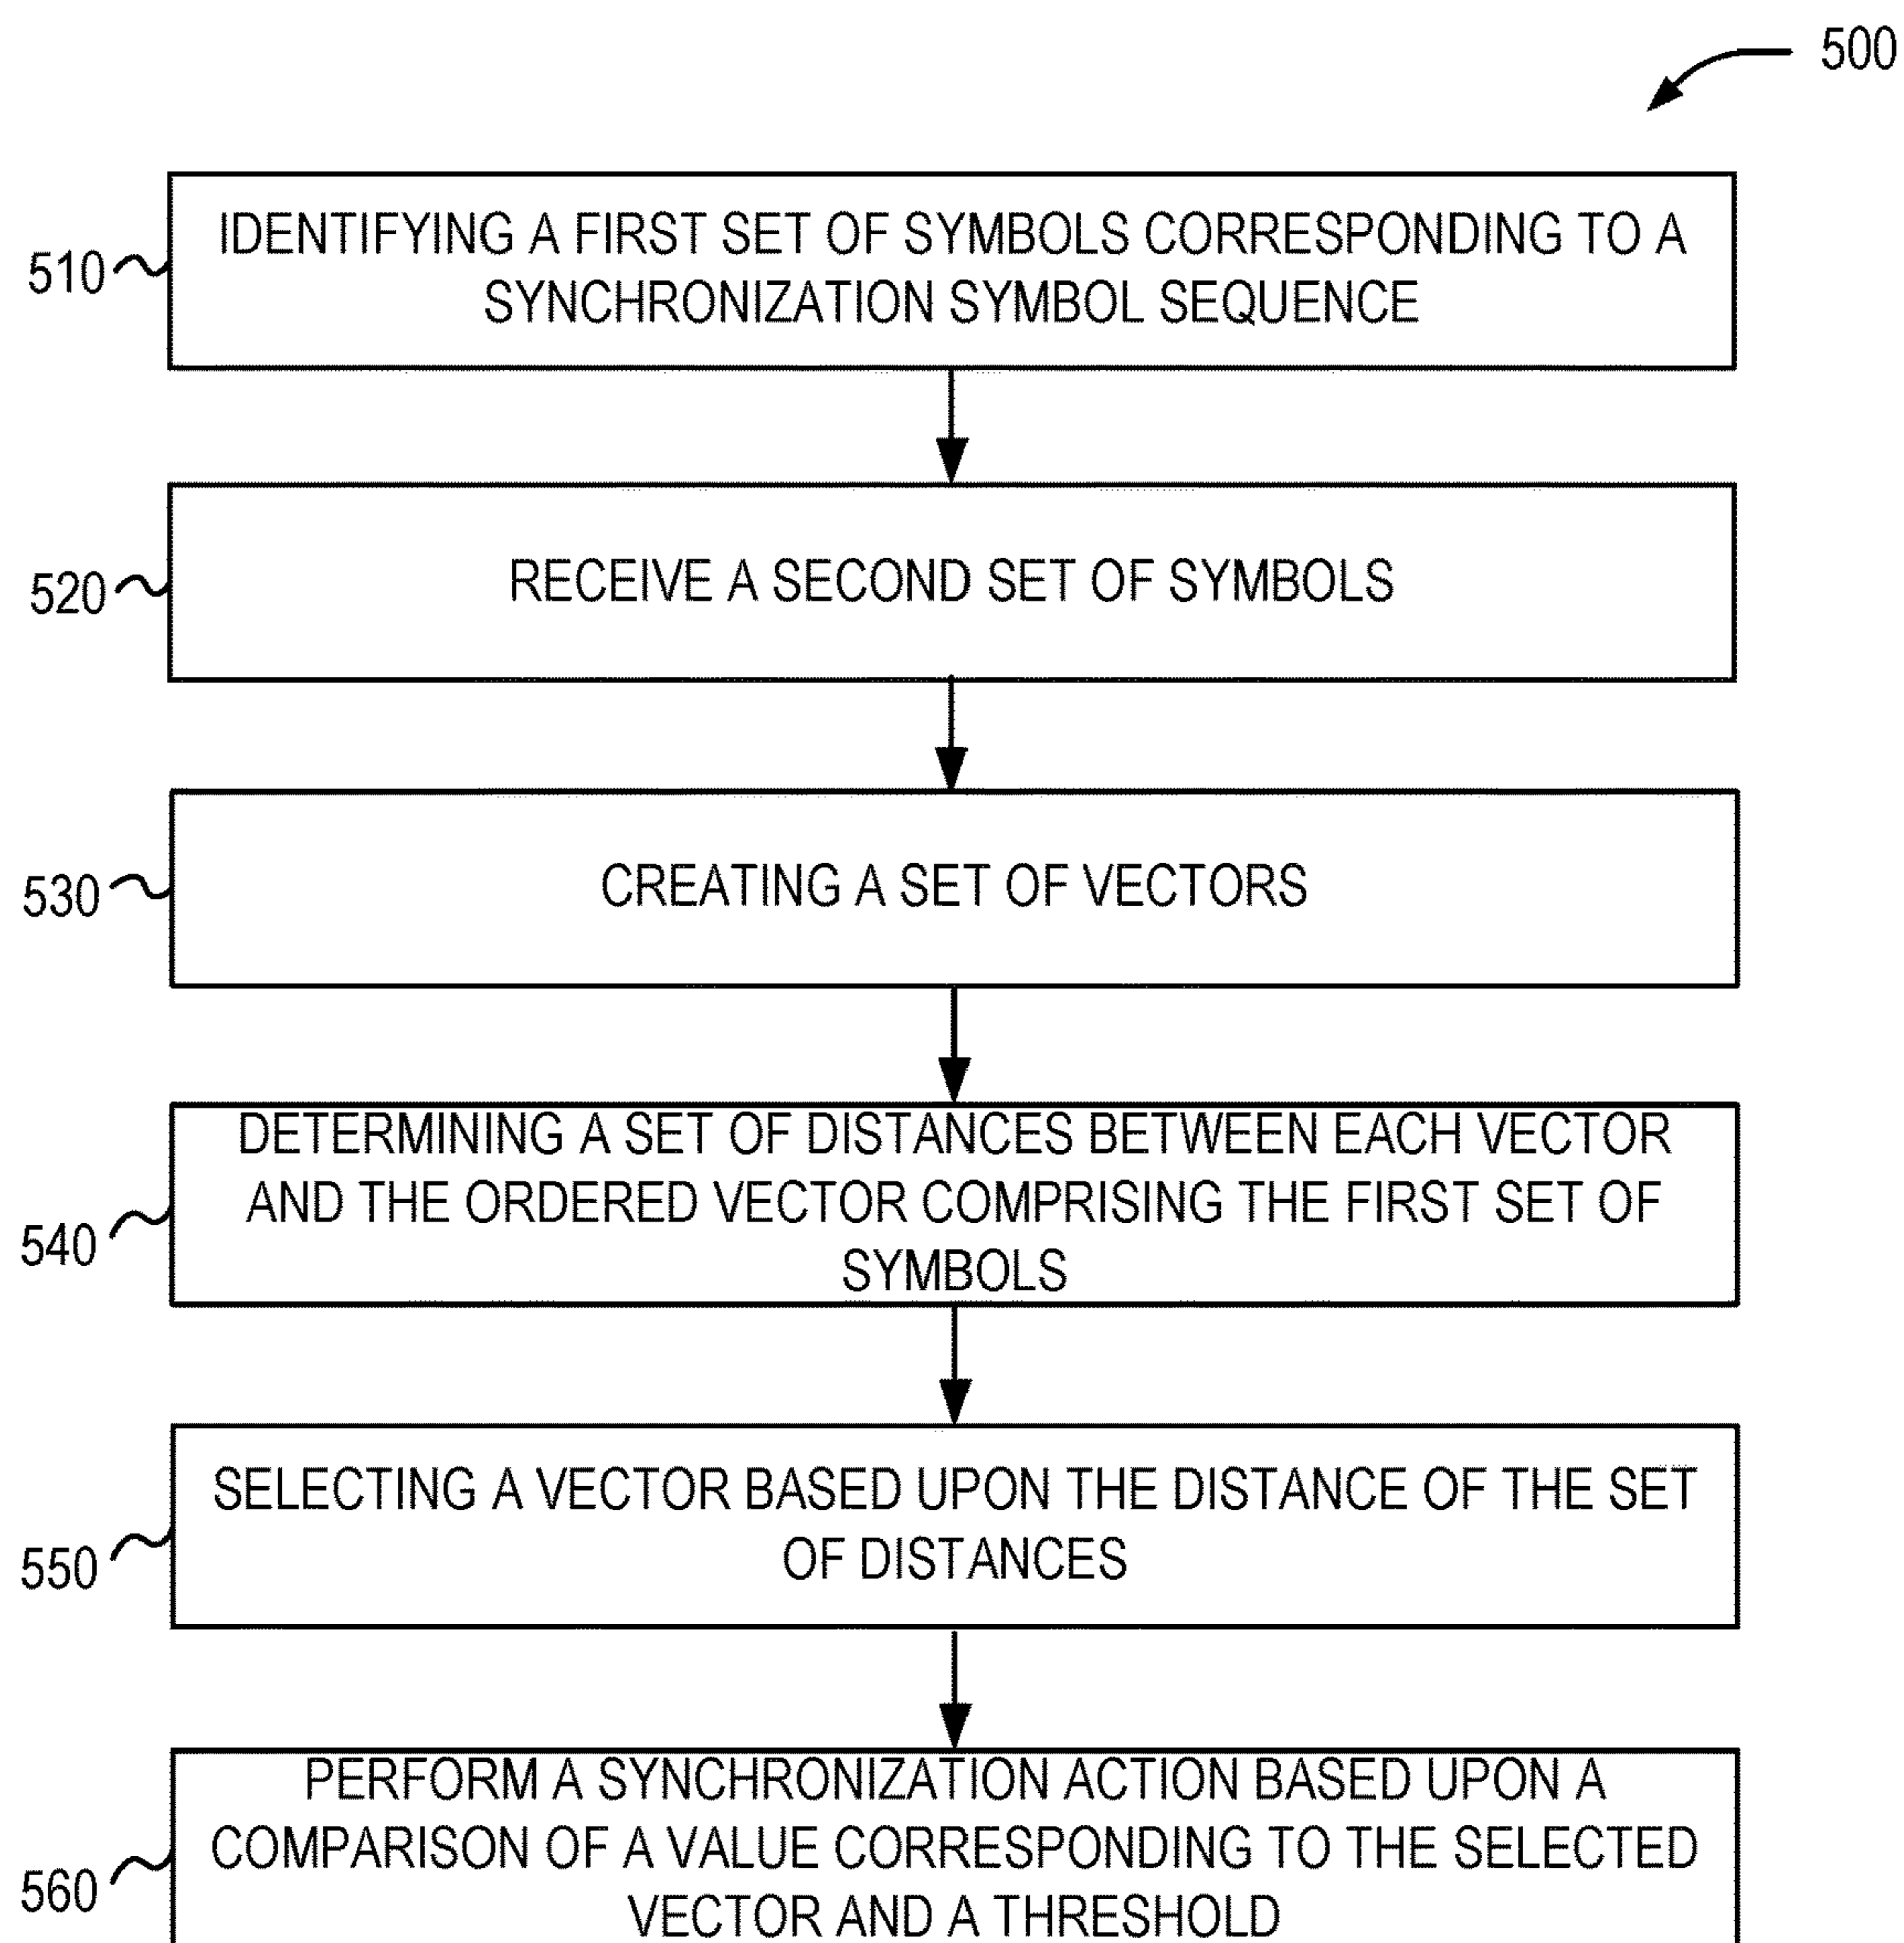 500
510
IDENTIFYING A FIRST SET OF SYMBOLS CORRESPONDING TO A
SYNCHRONIZATION SYMBOL SEQUENCE
520
RECEIVE A SECOND SET OF SYMBOLS
530
CREATING A SET OF VECTORS
540
DETERMINING A SET OF DISTANCES BETWEEN EACH VECTOR
AND THE ORDERED VECTOR COMPRISING THE FIRST SET OF
SYMBOLS
550
SELECTING A VECTOR BASED UPON THE DISTANCE OF THE SET
OF DISTANCES
560
PERFORM A SYNCHRONIZATION ACTION BASED UPON A
COMPARISON OF A VALUE CORRESPONDING TO THE SELECTED
VECTOR AND A THRESHOLD